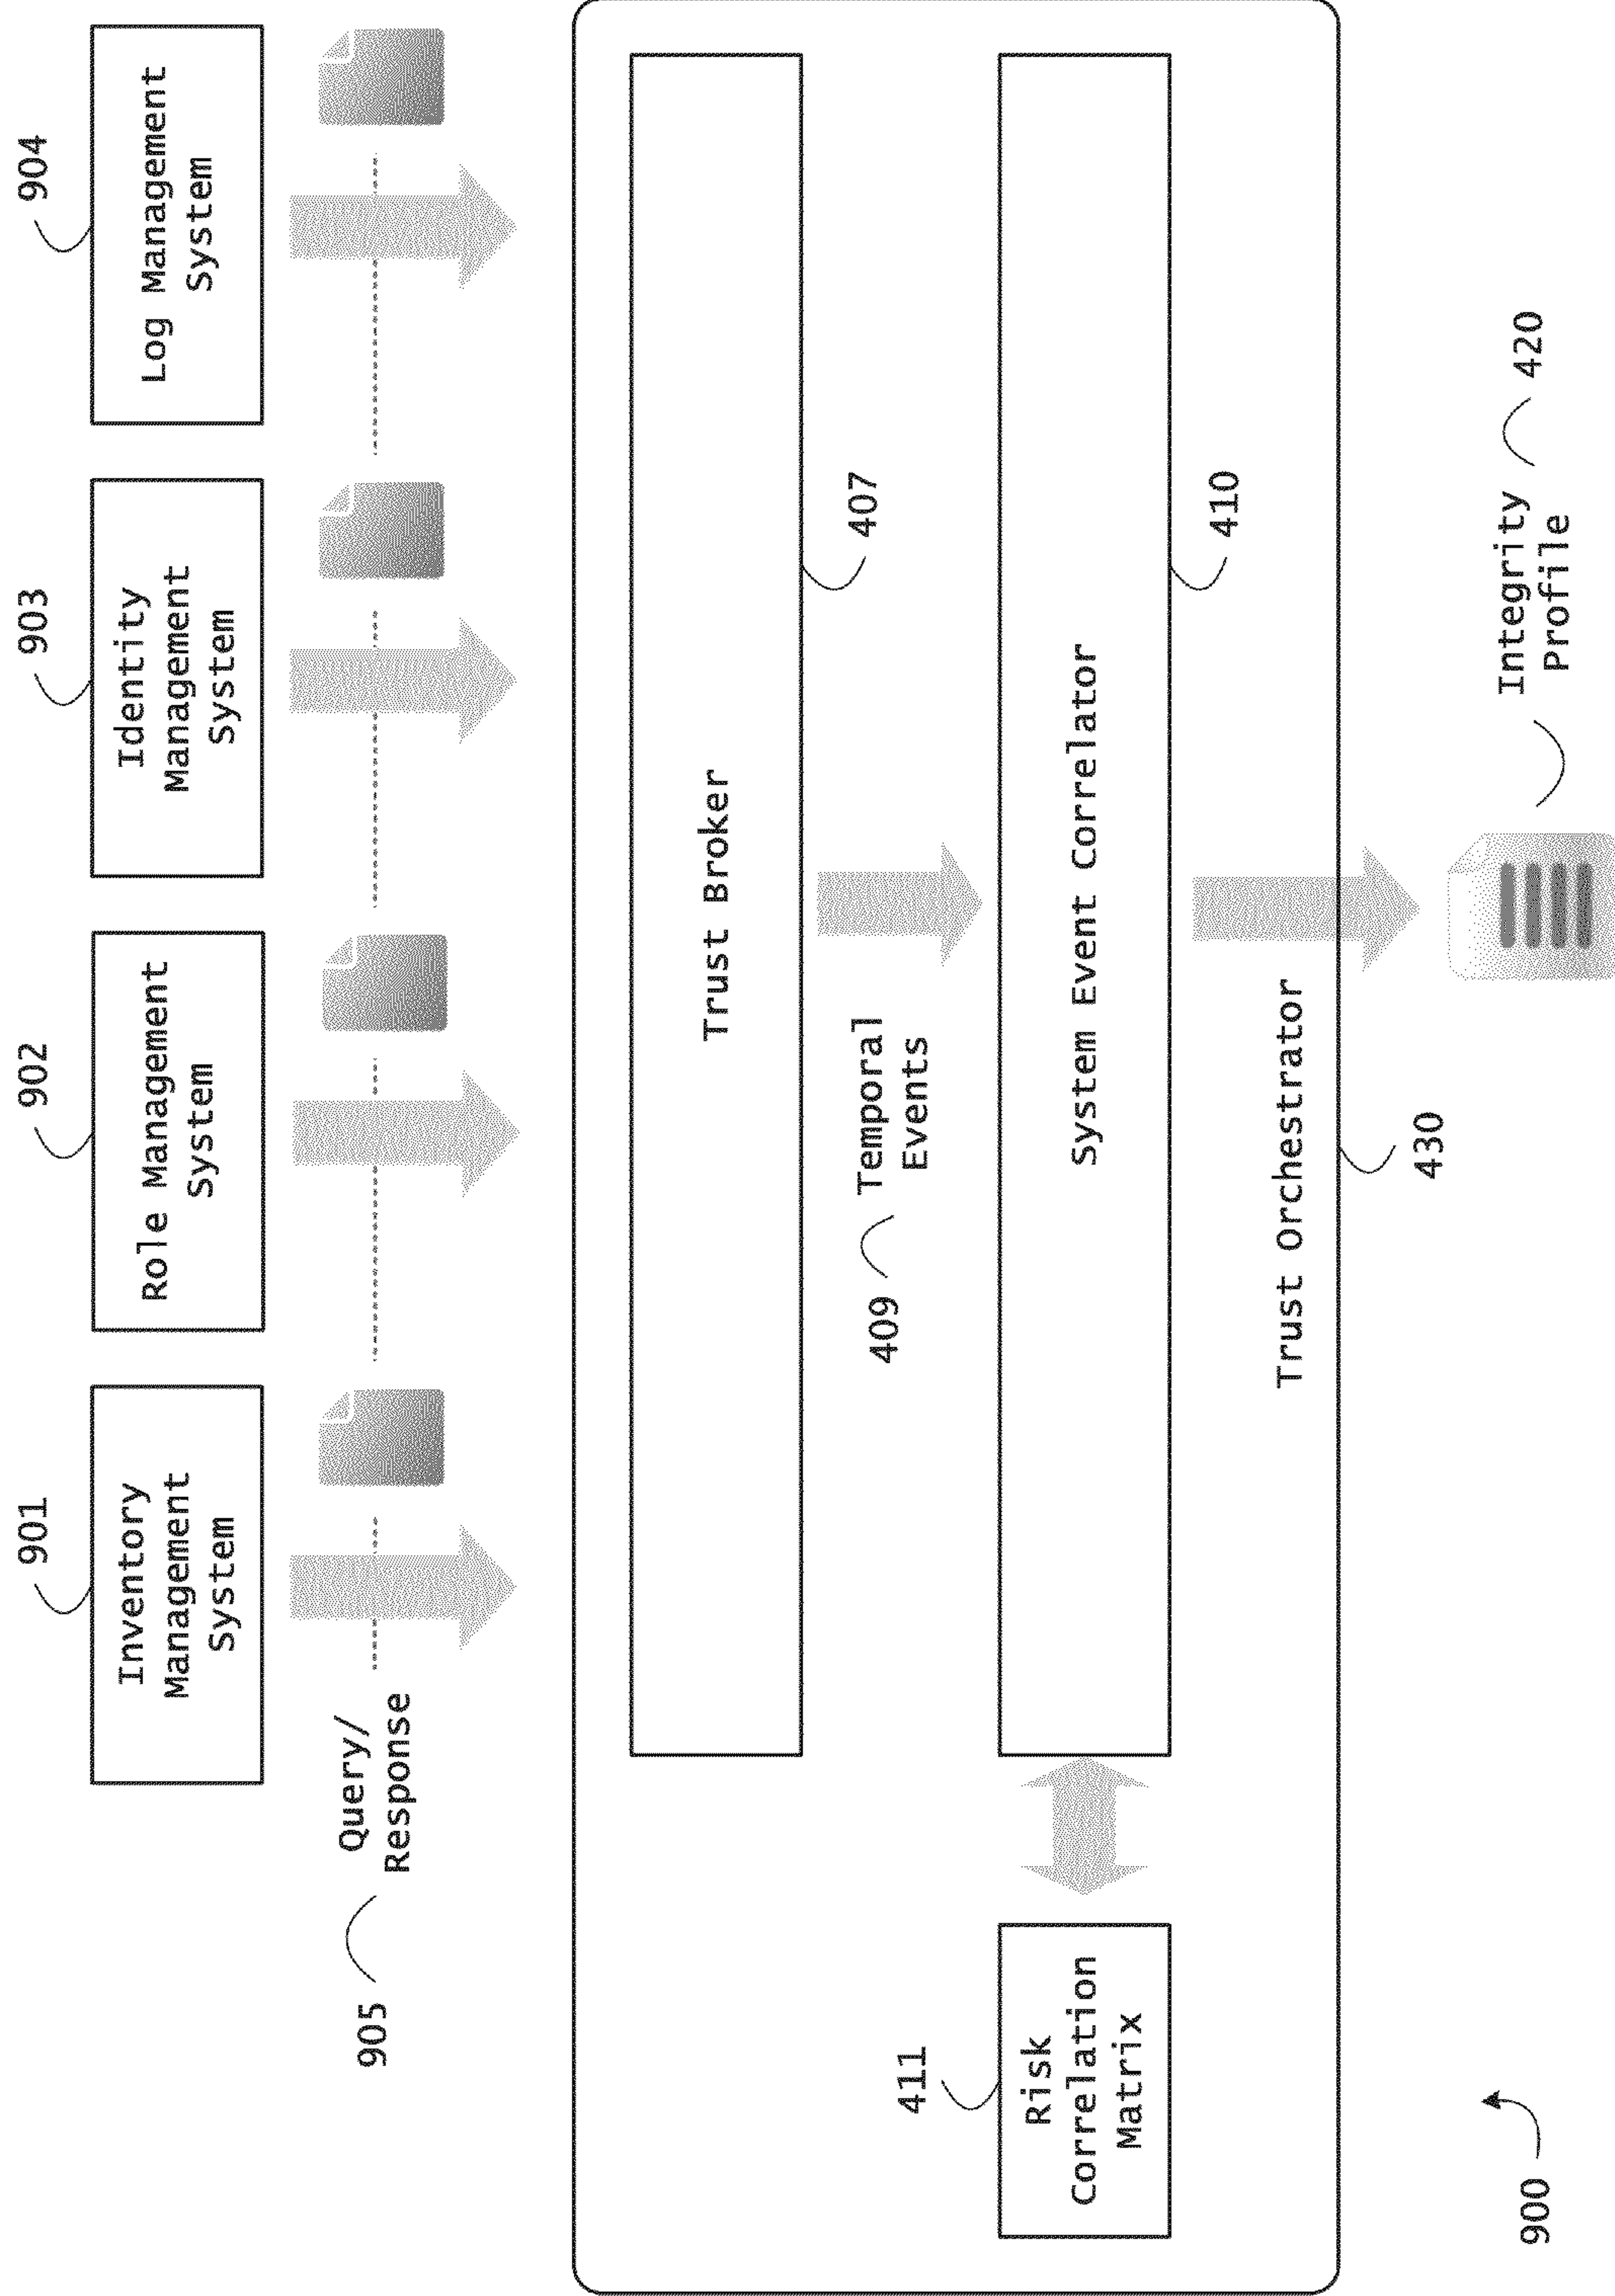 901
902
903
904
Inventory
Management
System
Role Management
System
Identity
Management
System
Log Management
System
905
Query/
Response
Trust Broker
407
409
Temporal
Events
411
Risk
Correlation
Matrix
System Event Correlator
410
Trust Orchestrator
430
900
Integrity
Profile
420